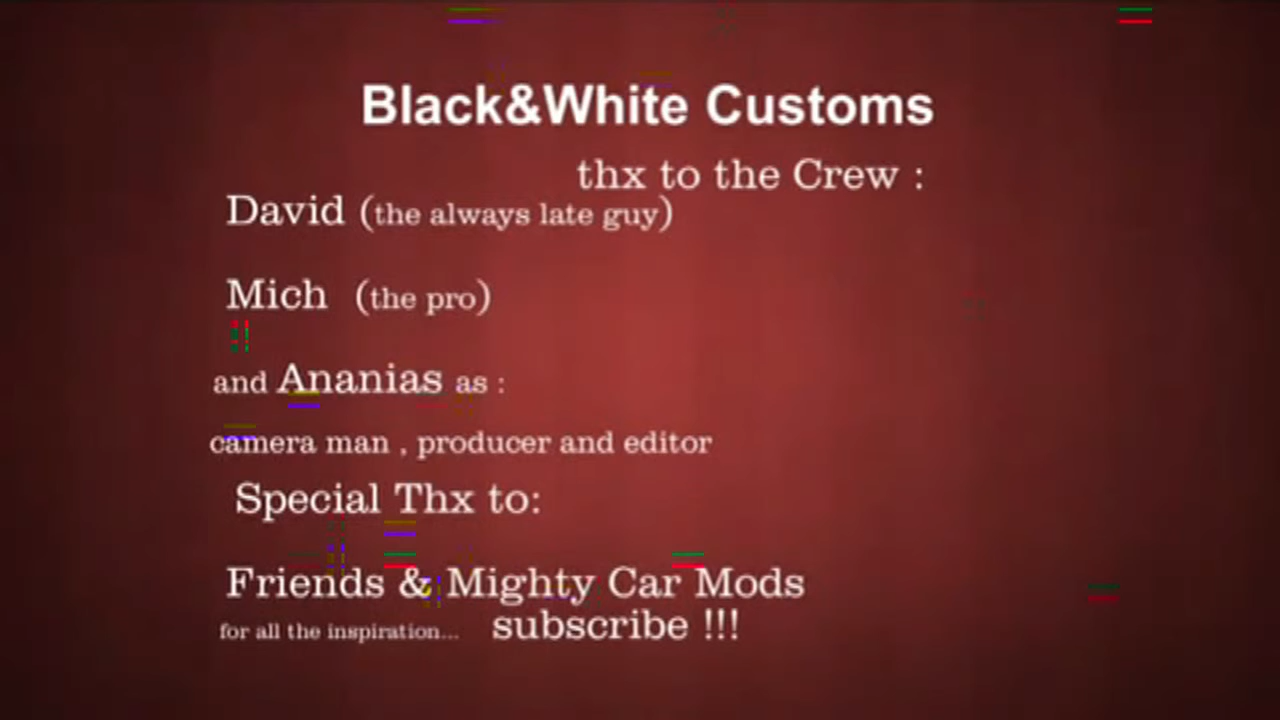 Black&White Customs
thx to the Crew :
David (the always late guy)
Mich (the pro)
and Ananias as :
camera man , producer and editor
Special Thx to:
Friends & Mighty Car Mods
for all the inspiration... subscribe !!!